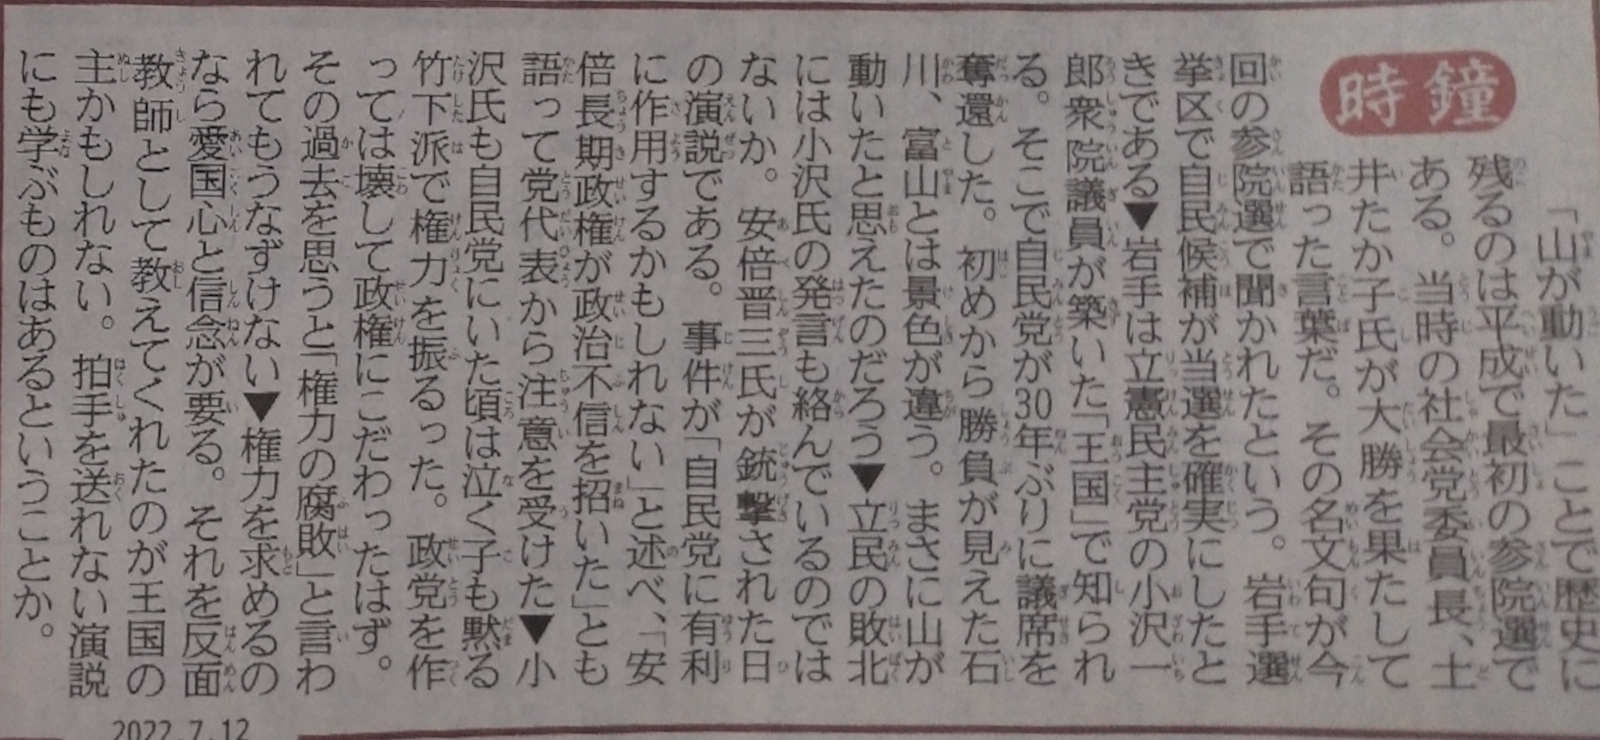 時鐘
「山が動いた」ことで歴史に
残るのは平成で最初の参院選で
ある。当時の社会党委員長、土
井たか子氏が大勝を果たして
語った言葉だ。その名文句が今
回の参院選で聞かれたという。岩手選
挙区で自民候補が当選を確実にしたと
きである▼岩手は立憲民主党の小沢一
郎衆院議員が築いた「王国」で知られ
る。そこで自民党が30年ぶりに議席を
奪還した。初めから勝負が見えた石
川、富山とは景色が違う。まさに山が
動いたと思えたのだろう▼立民の敗北
には小沢氏の発言も絡んでいるのでは
ないか。安倍晋三氏が銃撃された日
の演説である。事件が「自民党に有利
に作用するかもしれない」と述べ、「安
倍長期政権が政治不信を招いた」とも
語って党代表から注意を受けた▼小
沢氏も自民党にいた頃は泣く子も黙る
竹下派で権力を振るった。政党を作
っては壊して政権にこだわったはず。
その過去を思うと「権力の腐敗」と言わ
れてもうなずけない▼権力を求めるの
なら愛国心と信念が要る。それを反面
教師として教えてくれたのが王国の
主かもしれない。拍手を送れない演説
にも学ぶものはあるということか。
2022.7.12